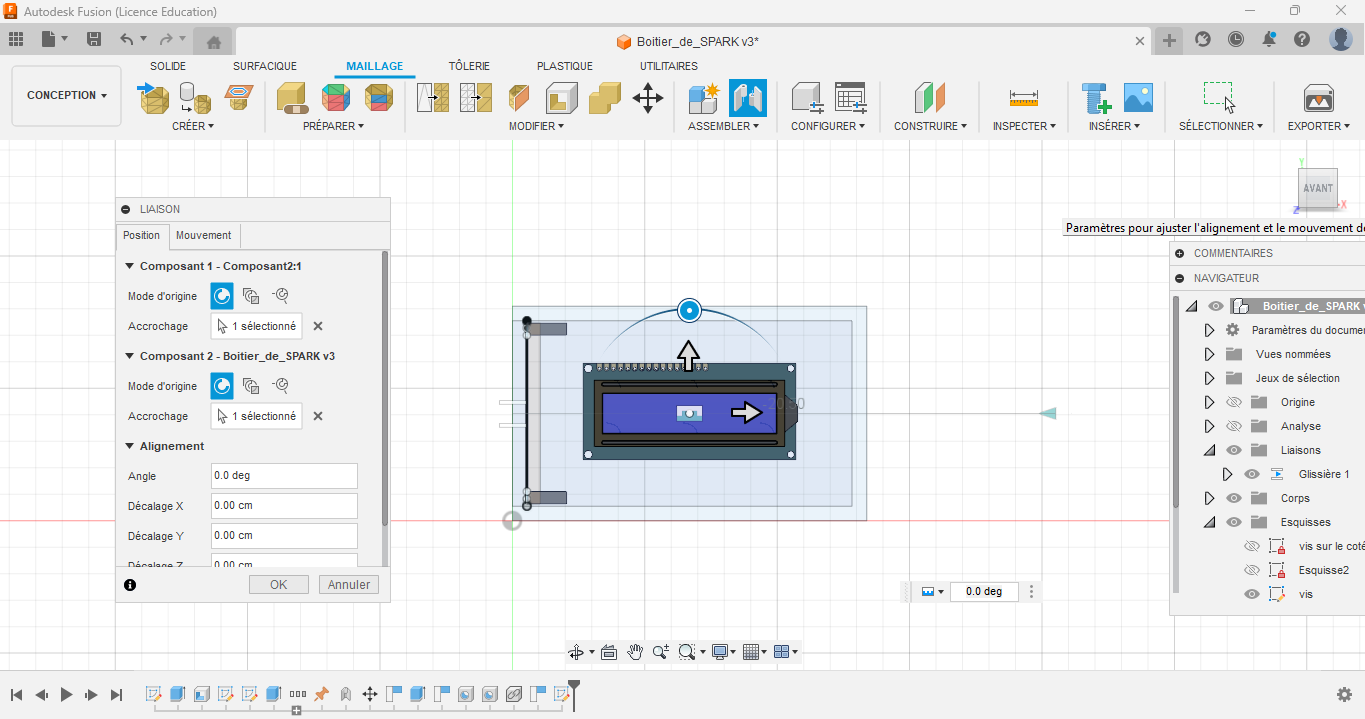 Autodesk Fusion (Licence Education)
Boitier_de_SPARK v3*
CONCEPTION
SOLIDE SURFACIQUE MAILLAGE TÔLERIE PLASTIQUE UTILITAIRES
CRÉER PRÉPARER MODIFIER ASSEMBLER CONFIGURER CONSTRUIRE INSPECTER INSÉRER SÉLECTIONNER EXPORTER
Y
AVANT
X
Z
Paramètres pour ajuster l'alignement et le mouvement de
LIAISON
Position Mouvement
Composant 1 - Composant2:1
Mode d'origine
Accrochage 1 sélectionné
Composant 2 - Boitier_de_SPARK v3
Mode d'origine
Accrochage 1 sélectionné
Alignement
Angle 0.0 deg
Décalage X 0.00 cm
Décalage Y 0.00 cm
Décalage Z 0.00 cm
OK Annuler
0.0 deg
COMMENTAIRES
NAVIGATEUR
Boitier_de_SPARK v
Paramètres du documen
Vues nommées
Jeux de sélection
Origine
Analyse
Liaisons
Glissière 1
Corps
Esquisses
vis sur le coté
Esquisse2
vis